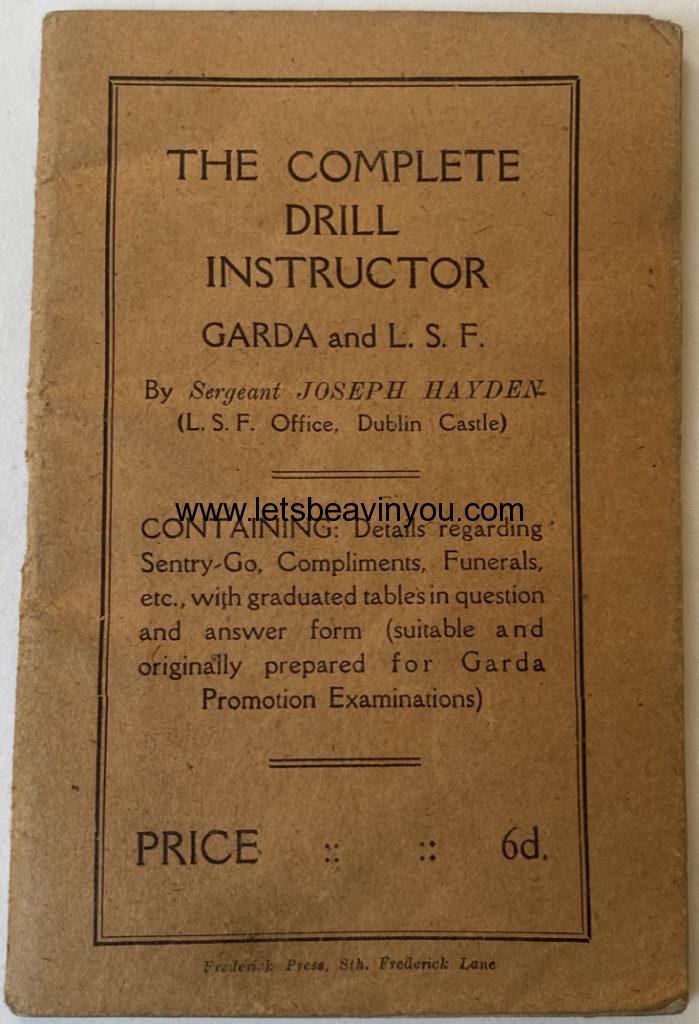 THE COMPLETE
DRILL
INSTRUCTOR
GARDA and L. S. F.
By Sergeant JOSEPH HAYDEN
(L. S. F. Office, Dublin Castle)
www.letsbeavinyou.com
CONTAINING: Details regarding
Sentry-Go, Compliments, Funerals,
etc., with graduated tables in question
and answer form (suitable and
originally prepared for Garda
Promotion Examinations)
PRICE :: :: 6d.
Frederick Press, Sth. Frederick Lane